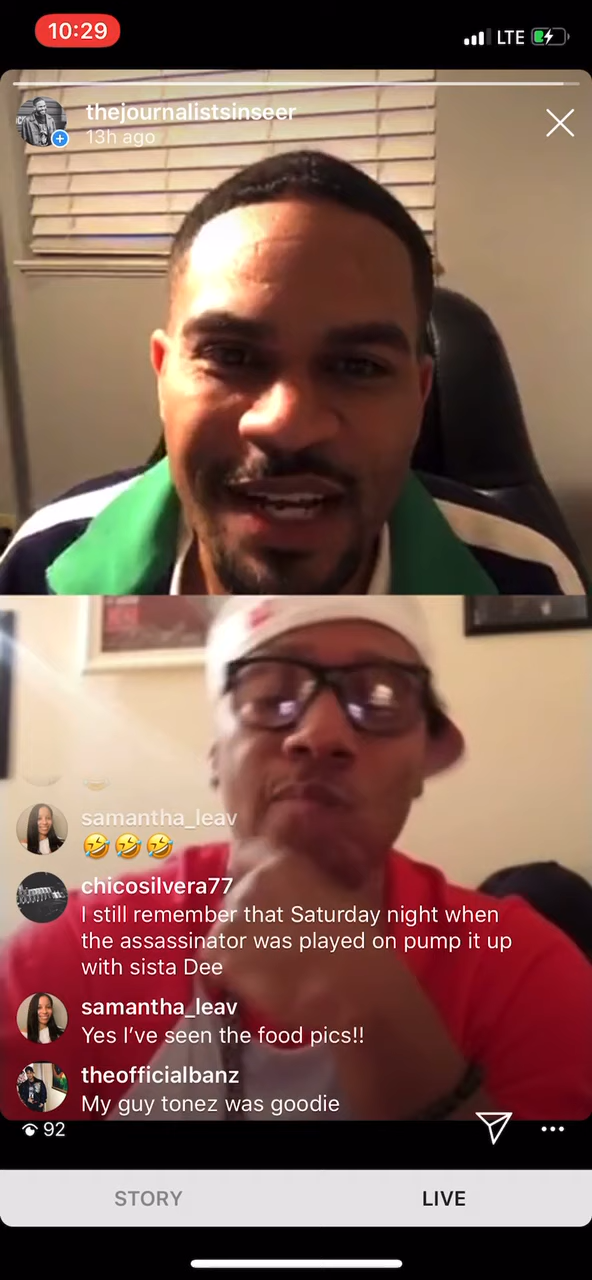 10:29
LTE
thejournalistsinseer
13h ago
samantha_leav
🤣🤣🤣
chicosilvera77
I still remember that Saturday night when
the assassinator was played on pump it up
with sista Dee
samantha_leav
Yes I’ve seen the food pics!!
theofficialbanz
My guy tonez was goodie
92
STORY
LIVE